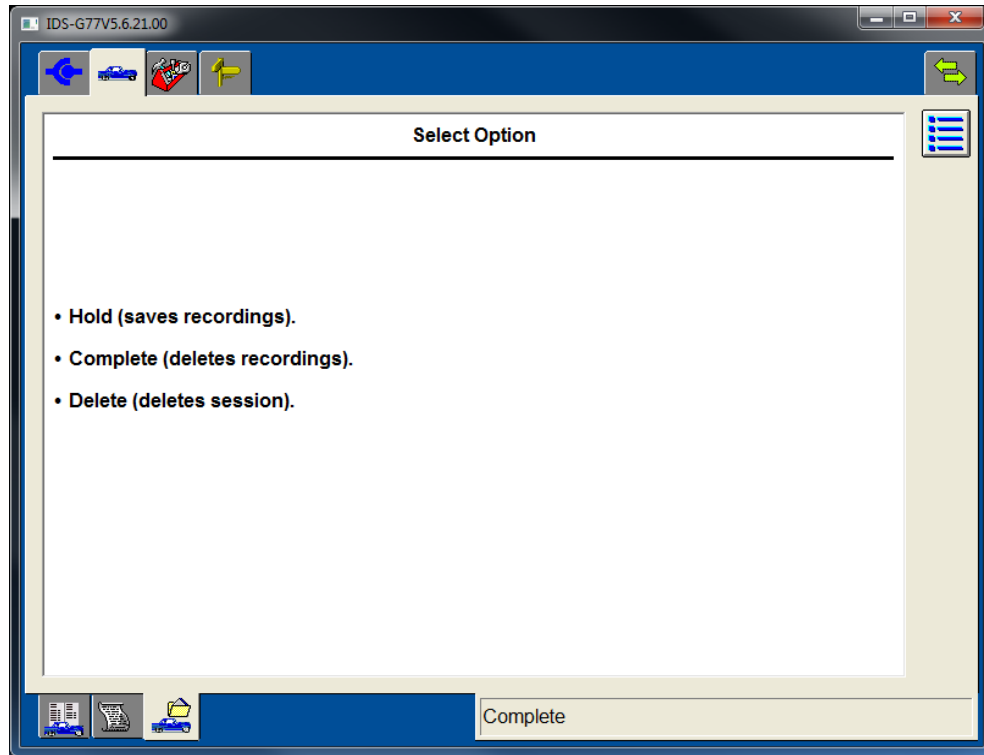 IDS-G77V5.6.21.00
Select Option
• Hold (saves recordings).
• Complete (deletes recordings).
• Delete (deletes session).
Complete